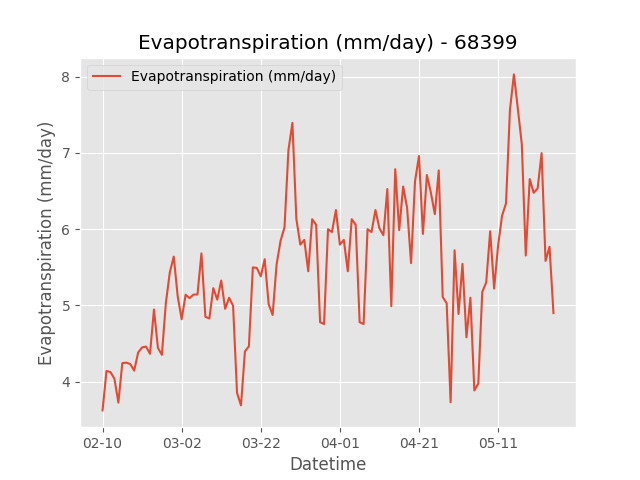 Evapotranspiration (mm/day) - 68399
Evapotranspiration (mm/day)
Evapotranspiration (mm/day)
8
7
6
5
4
02-10 03-02 03-22 04-01 04-21 05-11
Datetime